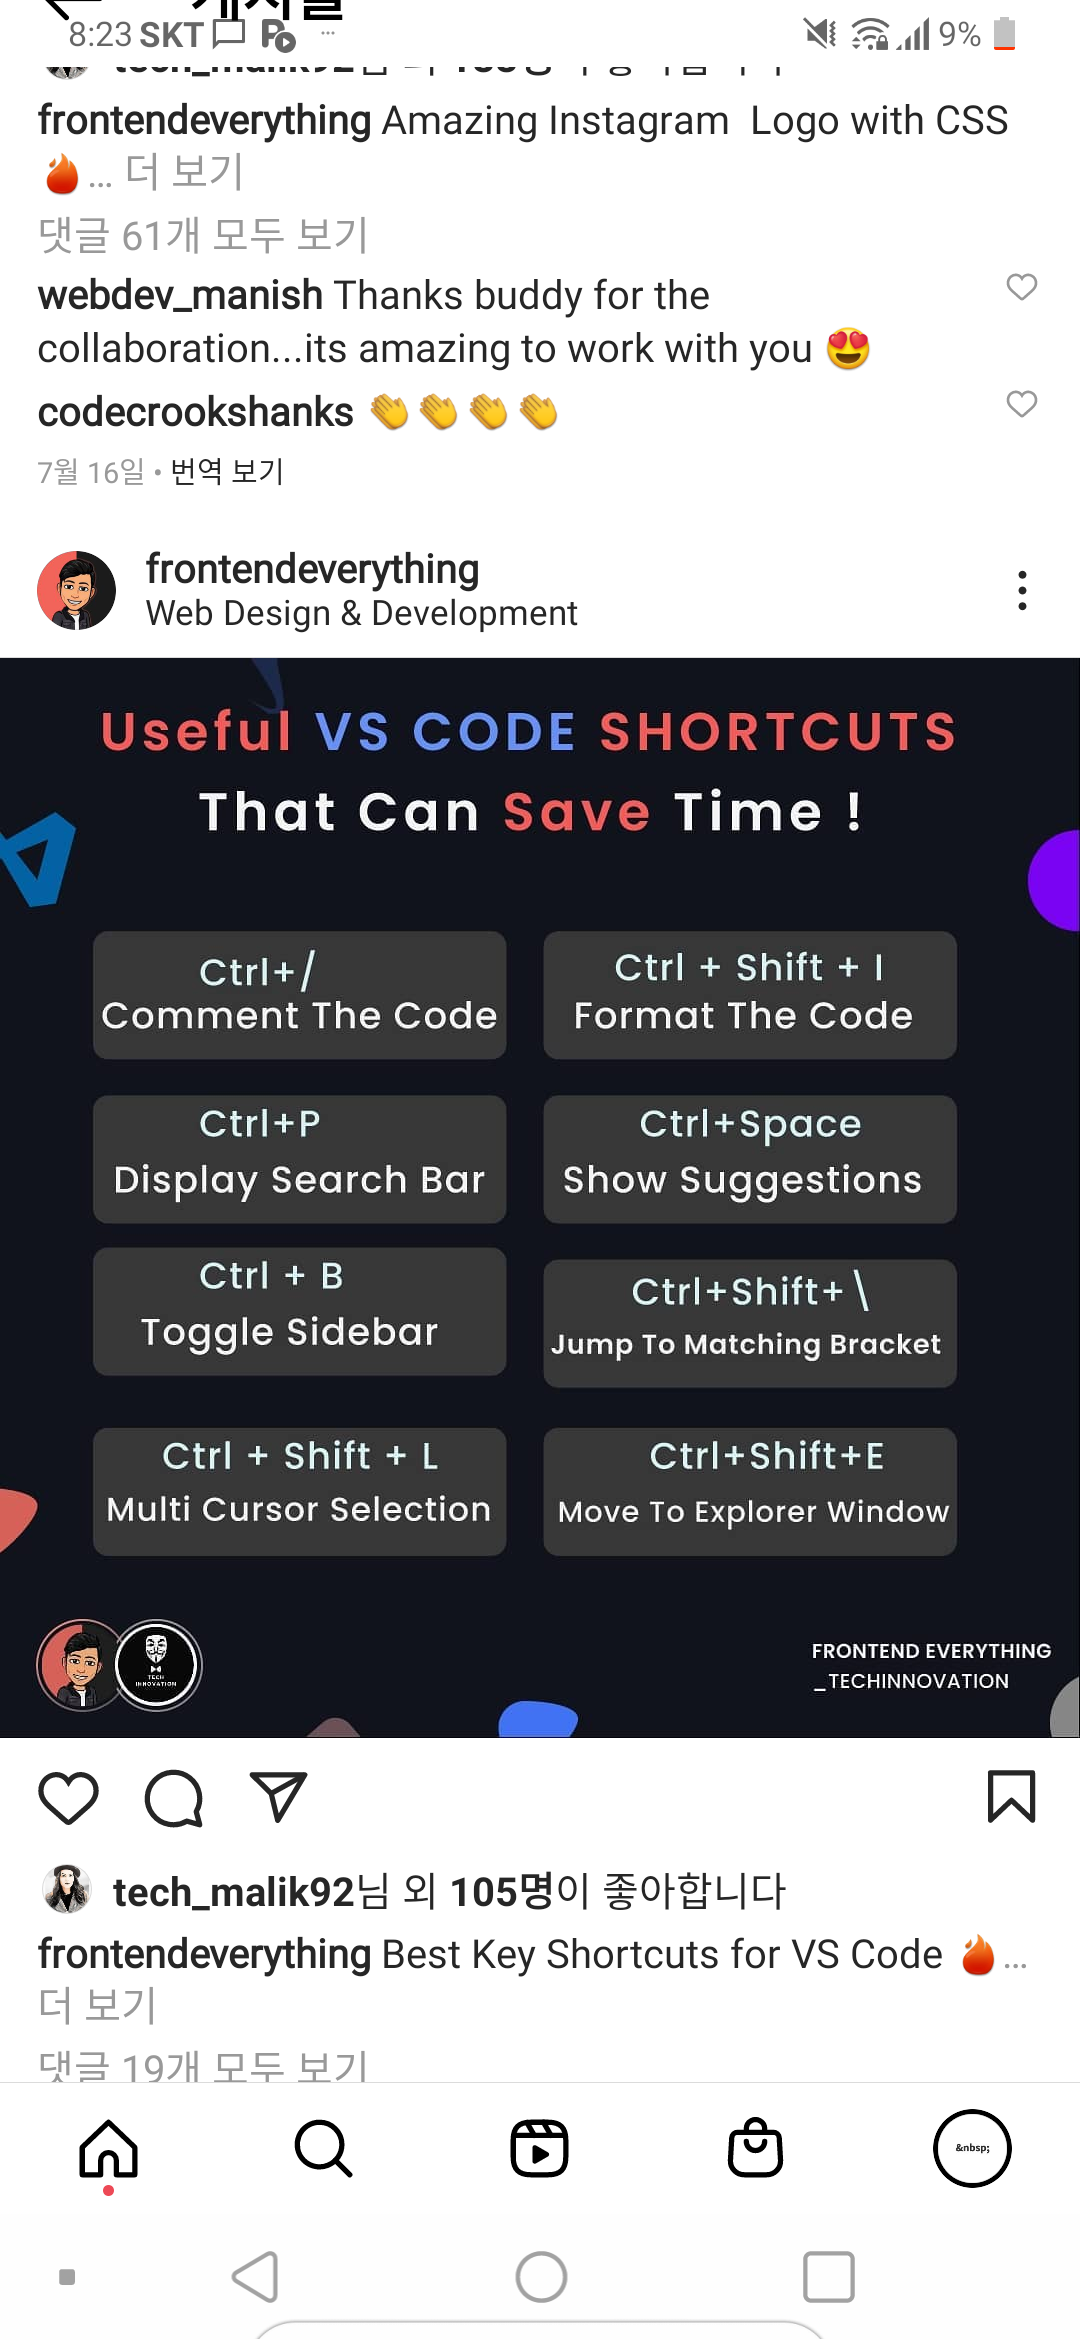 8:23 SKT
9%
frontendeverything Amazing Instagram Logo with CSS
🔥... 더 보기
댓글 61개 모두 보기
webdev_manish Thanks buddy for the
collaboration...its amazing to work with you 😍
codecrookshanks 👏👏👏👏
7월 16일 • 번역 보기
frontendeverything
Web Design & Development
Useful VS CODE SHORTCUTS
That Can Save Time !
Ctrl+/
Comment The Code
Ctrl + Shift + I
Format The Code
Ctrl+P
Display Search Bar
Ctrl+Space
Show Suggestions
Ctrl + B
Toggle Sidebar
Ctrl+Shift+\
Jump To Matching Bracket
Ctrl + Shift + L
Multi Cursor Selection
Ctrl+Shift+E
Move To Explorer Window
TECH
INNOVATION
FRONTEND EVERYTHING
_TECHINNOVATION
tech_malik92님 외 105명이 좋아합니다
frontendeverything Best Key Shortcuts for VS Code 🔥...
더 보기
댓글 19개 모두 보기
&nbsp;